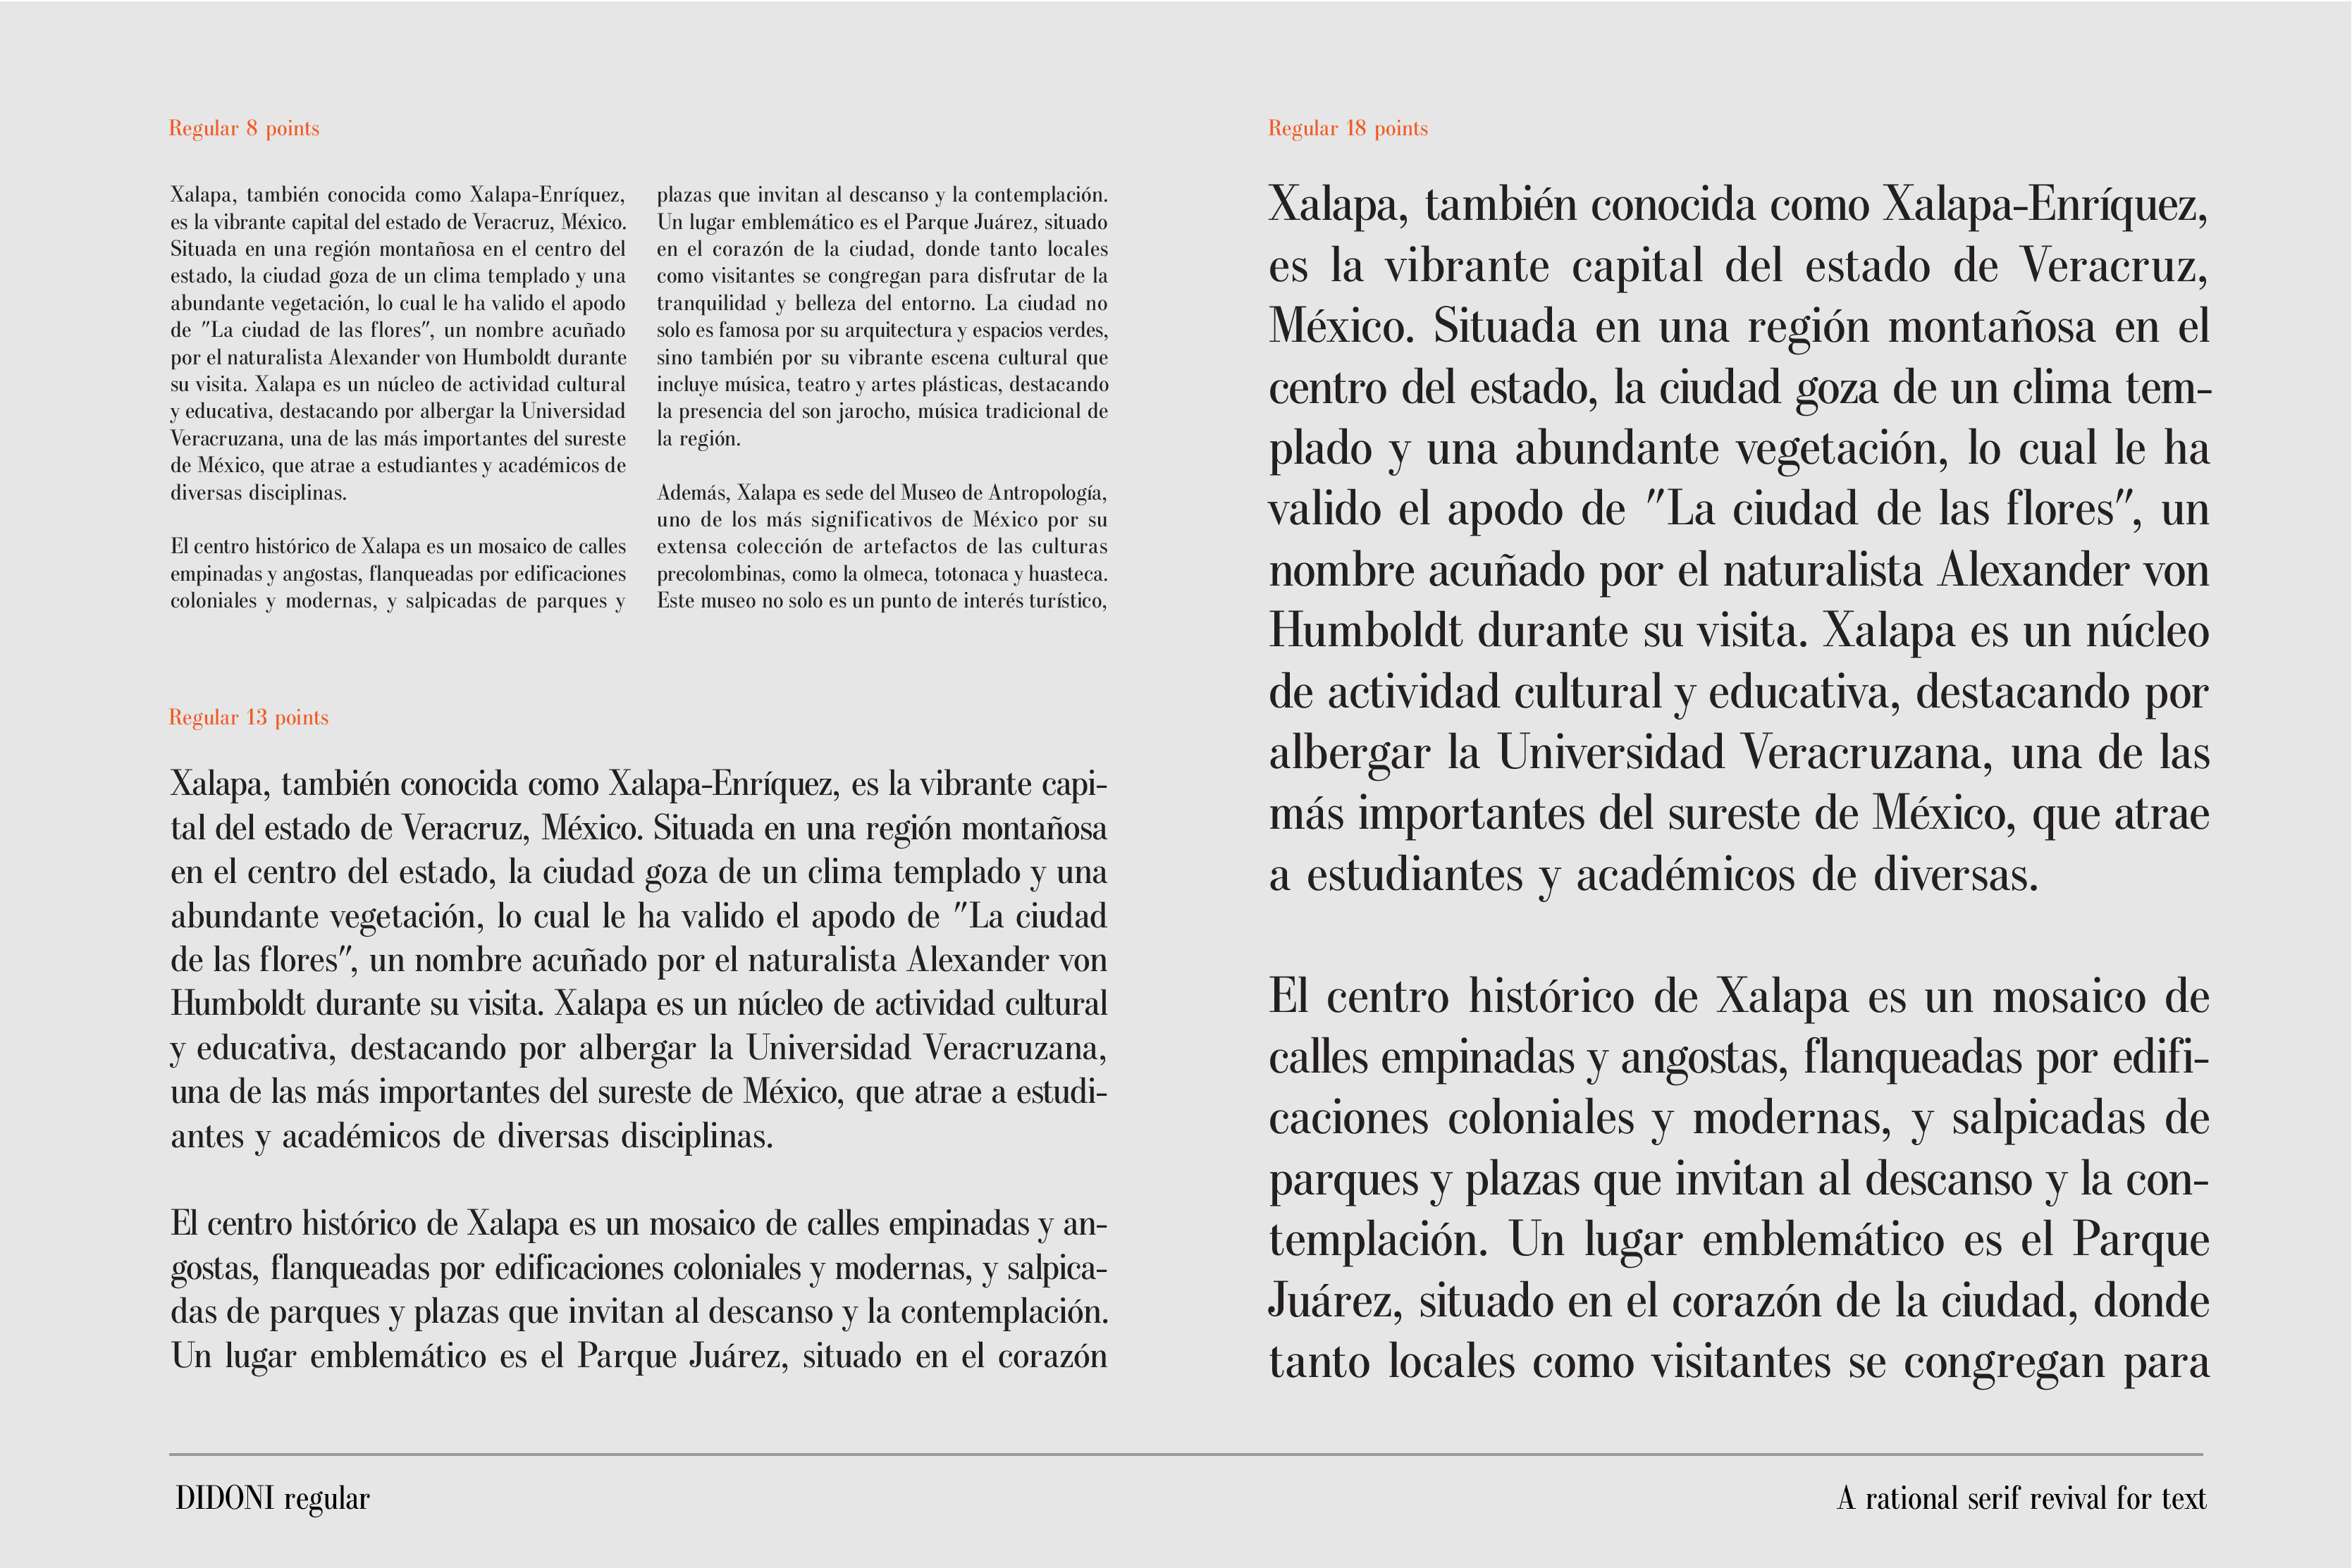 Regular 8 points
Xalapa, también conocida como Xalapa-Enríquez,
es la vibrante capital del estado de Veracruz, México.
Situada en una región montañosa en el centro del
estado, la ciudad goza de un clima templado y una
abundante vegetación, lo cual le ha valido el apodo
de "La ciudad de las flores", un nombre acuñado
por el naturalista Alexander von Humboldt durante
su visita. Xalapa es un núcleo de actividad cultural
y educativa, destacando por albergar la Universidad
Veracruzana, una de las más importantes del sureste
de México, que atrae a estudiantes y académicos de
diversas disciplinas.
El centro histórico de Xalapa es un mosaico de calles
empinadas y angostas, flanqueadas por edificaciones
coloniales y modernas, y salpicadas de parques y
plazas que invitan al descanso y la contemplación.
Un lugar emblemático es el Parque Juárez, situado
en el corazón de la ciudad, donde tanto locales
como visitantes se congregan para disfrutar de la
tranquilidad y belleza del entorno. La ciudad no
solo es famosa por su arquitectura y espacios verdes,
sino también por su vibrante escena cultural que
incluye música, teatro y artes plásticas, destacando
la presencia del son jarocho, música tradicional de
la región.
Además, Xalapa es sede del Museo de Antropología,
uno de los más significativos de México por su
extensa colección de artefactos de las culturas
precolombinas, como la olmeca, totonaca y huasteca.
Este museo no solo es un punto de interés turístico,
Regular 13 points
Xalapa, también conocida como Xalapa-Enríquez, es la vibrante capi-
tal del estado de Veracruz, México. Situada en una región montañosa
en el centro del estado, la ciudad goza de un clima templado y una
abundante vegetación, lo cual le ha valido el apodo de "La ciudad
de las flores", un nombre acuñado por el naturalista Alexander von
Humboldt durante su visita. Xalapa es un núcleo de actividad cultural
y educativa, destacando por albergar la Universidad Veracruzana,
una de las más importantes del sureste de México, que atrae a estudi-
antes y académicos de diversas disciplinas.
El centro histórico de Xalapa es un mosaico de calles empinadas y an-
gostas, flanqueadas por edificaciones coloniales y modernas, y salpica-
das de parques y plazas que invitan al descanso y la contemplación.
Un lugar emblemático es el Parque Juárez, situado en el corazón
Regular 18 points
Xalapa, también conocida como Xalapa-Enríquez,
es la vibrante capital del estado de Veracruz,
México. Situada en una región montañosa en el
centro del estado, la ciudad goza de un clima tem-
plado y una abundante vegetación, lo cual le ha
valido el apodo de "La ciudad de las flores", un
nombre acuñado por el naturalista Alexander von
Humboldt durante su visita. Xalapa es un núcleo
de actividad cultural y educativa, destacando por
albergar la Universidad Veracruzana, una de las
más importantes del sureste de México, que atrae
a estudiantes y académicos de diversas.
El centro histórico de Xalapa es un mosaico de
calles empinadas y angostas, flanqueadas por edifi-
caciones coloniales y modernas, y salpicadas de
parques y plazas que invitan al descanso y la con-
templación. Un lugar emblemático es el Parque
Juárez, situado en el corazón de la ciudad, donde
tanto locales como visitantes se congregan para
DIDONI regular
A rational serif revival for text